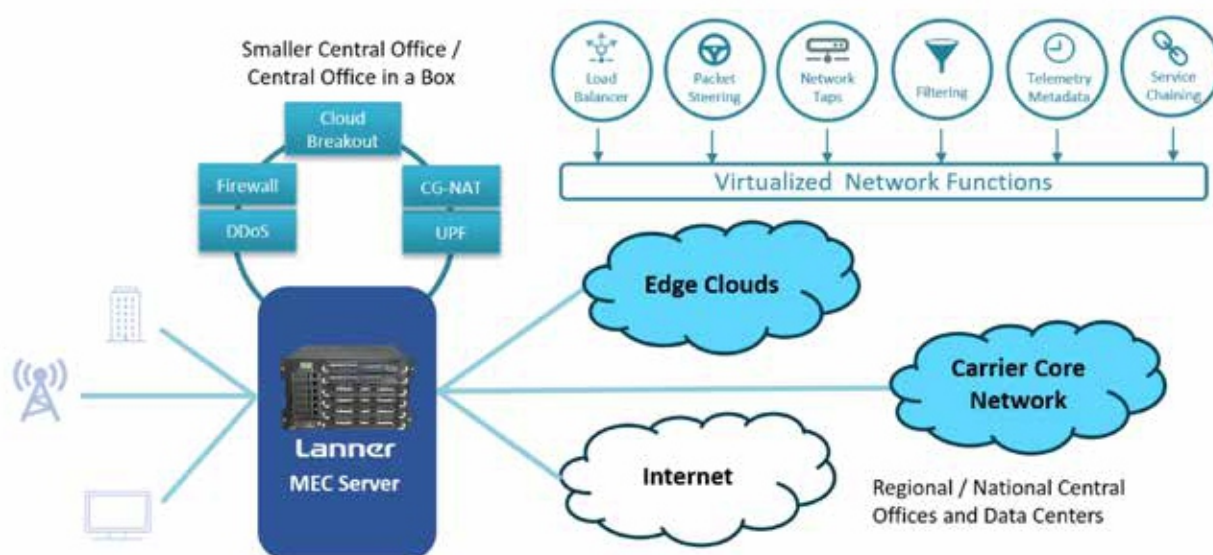 Smaller Central Office /
Central Office in a Box
Cloud
Breakout
Firewall
CG-NAT
DDoS
UPF
Load
Balancer
Packet
Steering
Network
Taps
Filtering
Telemetry
Metadata
Service
Chaining
Virtualized Network Functions
Edge Clouds
Carrier Core
Network
Internet
Lanner
MEC Server
Regional / National Central
Offices and Data Centers